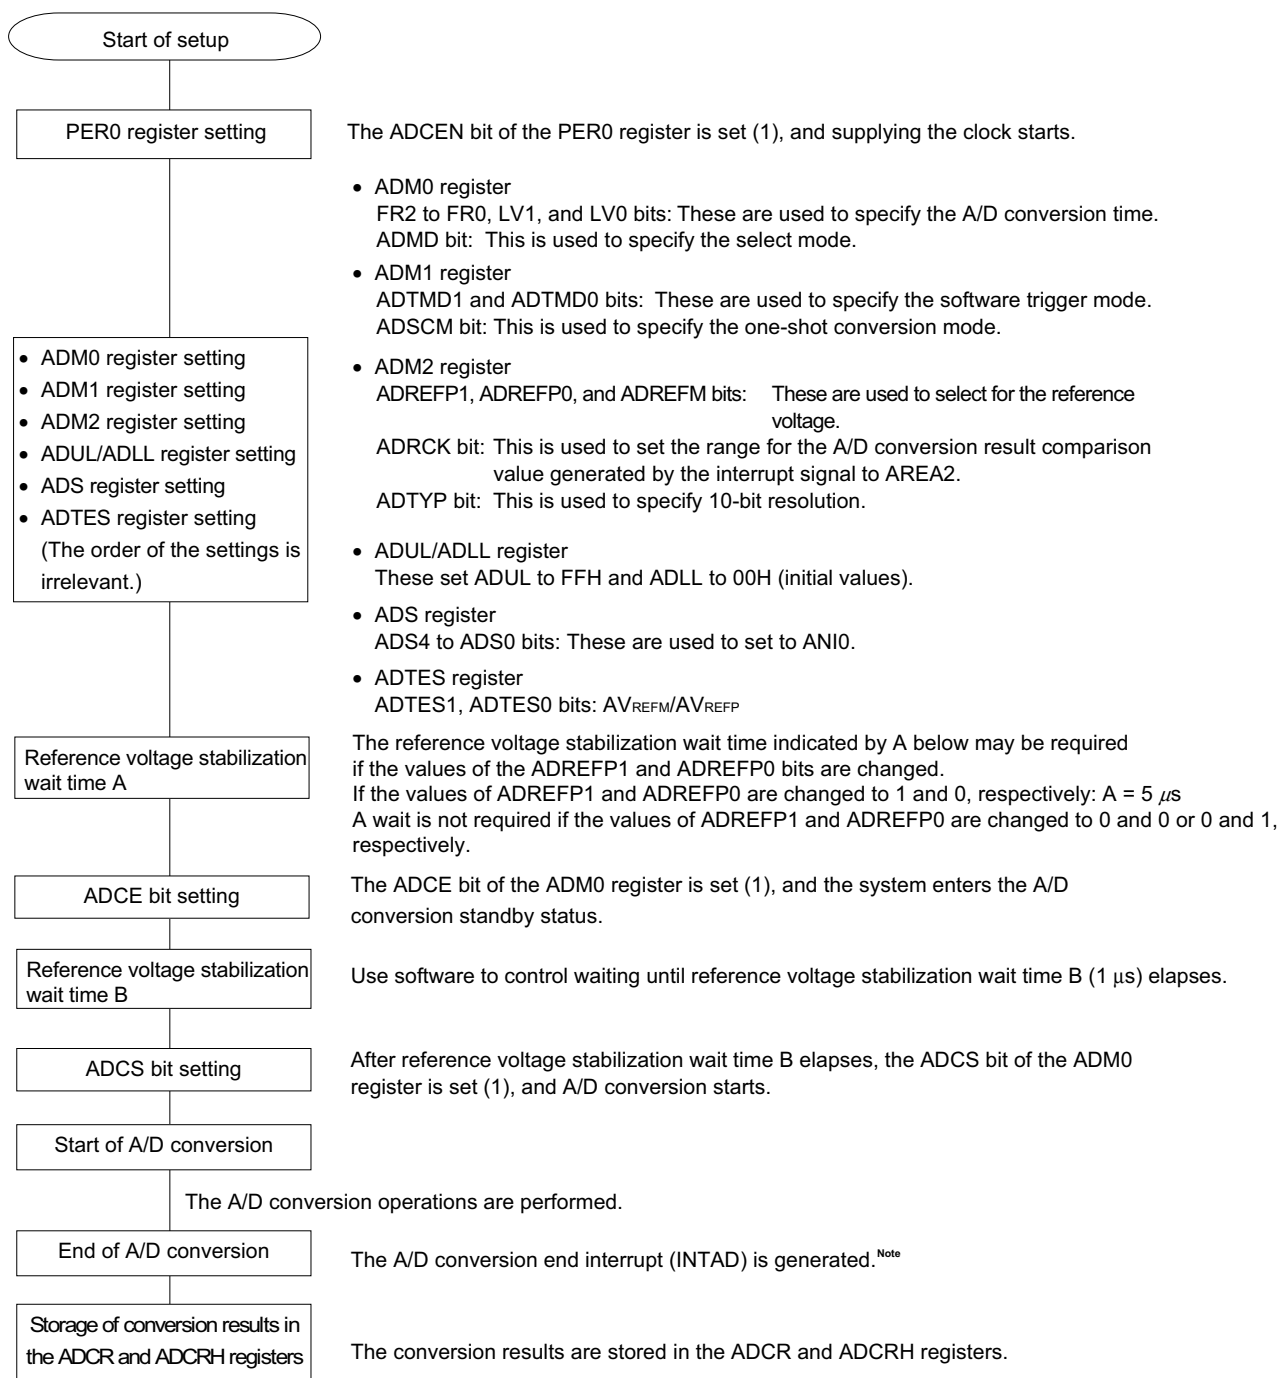 Start of setup
PER0 register setting
The ADCEN bit of the PER0 register is set (1), and supplying the clock starts.
• ADM0 register
FR2 to FR0, LV1, and LV0 bits: These are used to specify the A/D conversion time.
ADMD bit: This is used to specify the select mode.
• ADM1 register
ADTMD1 and ADTMD0 bits: These are used to specify the software trigger mode.
ADSCM bit: This is used to specify the one-shot conversion mode.
• ADM0 register setting
• ADM1 register setting
• ADM2 register setting
• ADUL/ADLL register setting
• ADS register setting
• ADTES register setting
(The order of the settings is
irrelevant.)
• ADM2 register
ADREFP1, ADREFP0, and ADREFM bits: These are used to select for the reference
voltage.
ADRCK bit: This is used to set the range for the A/D conversion result comparison
value generated by the interrupt signal to AREA2.
ADTYP bit: This is used to specify 10-bit resolution.
• ADUL/ADLL register
These set ADUL to FFH and ADLL to 00H (initial values).
• ADS register
ADS4 to ADS0 bits: These are used to set to ANI0.
• ADTES register
ADTES1, ADTES0 bits: AVREFM/AVREFP
Reference voltage stabilization
wait time A
The reference voltage stabilization wait time indicated by A below may be required
if the values of the ADREFP1 and ADREFP0 bits are changed.
If the values of ADREFP1 and ADREFP0 are changed to 1 and 0, respectively: A = 5 μs
A wait is not required if the values of ADREFP1 and ADREFP0 are changed to 0 and 0 or 0 and 1,
respectively.
ADCE bit setting
The ADCE bit of the ADM0 register is set (1), and the system enters the A/D
conversion standby status.
Reference voltage stabilization
wait time B
Use software to control waiting until reference voltage stabilization wait time B (1 μs) elapses.
ADCS bit setting
After reference voltage stabilization wait time B elapses, the ADCS bit of the ADM0
register is set (1), and A/D conversion starts.
Start of A/D conversion
The A/D conversion operations are performed.
End of A/D conversion
The A/D conversion end interrupt (INTAD) is generated.Note
Storage of conversion results in
the ADCR and ADCRH registers
The conversion results are stored in the ADCR and ADCRH registers.